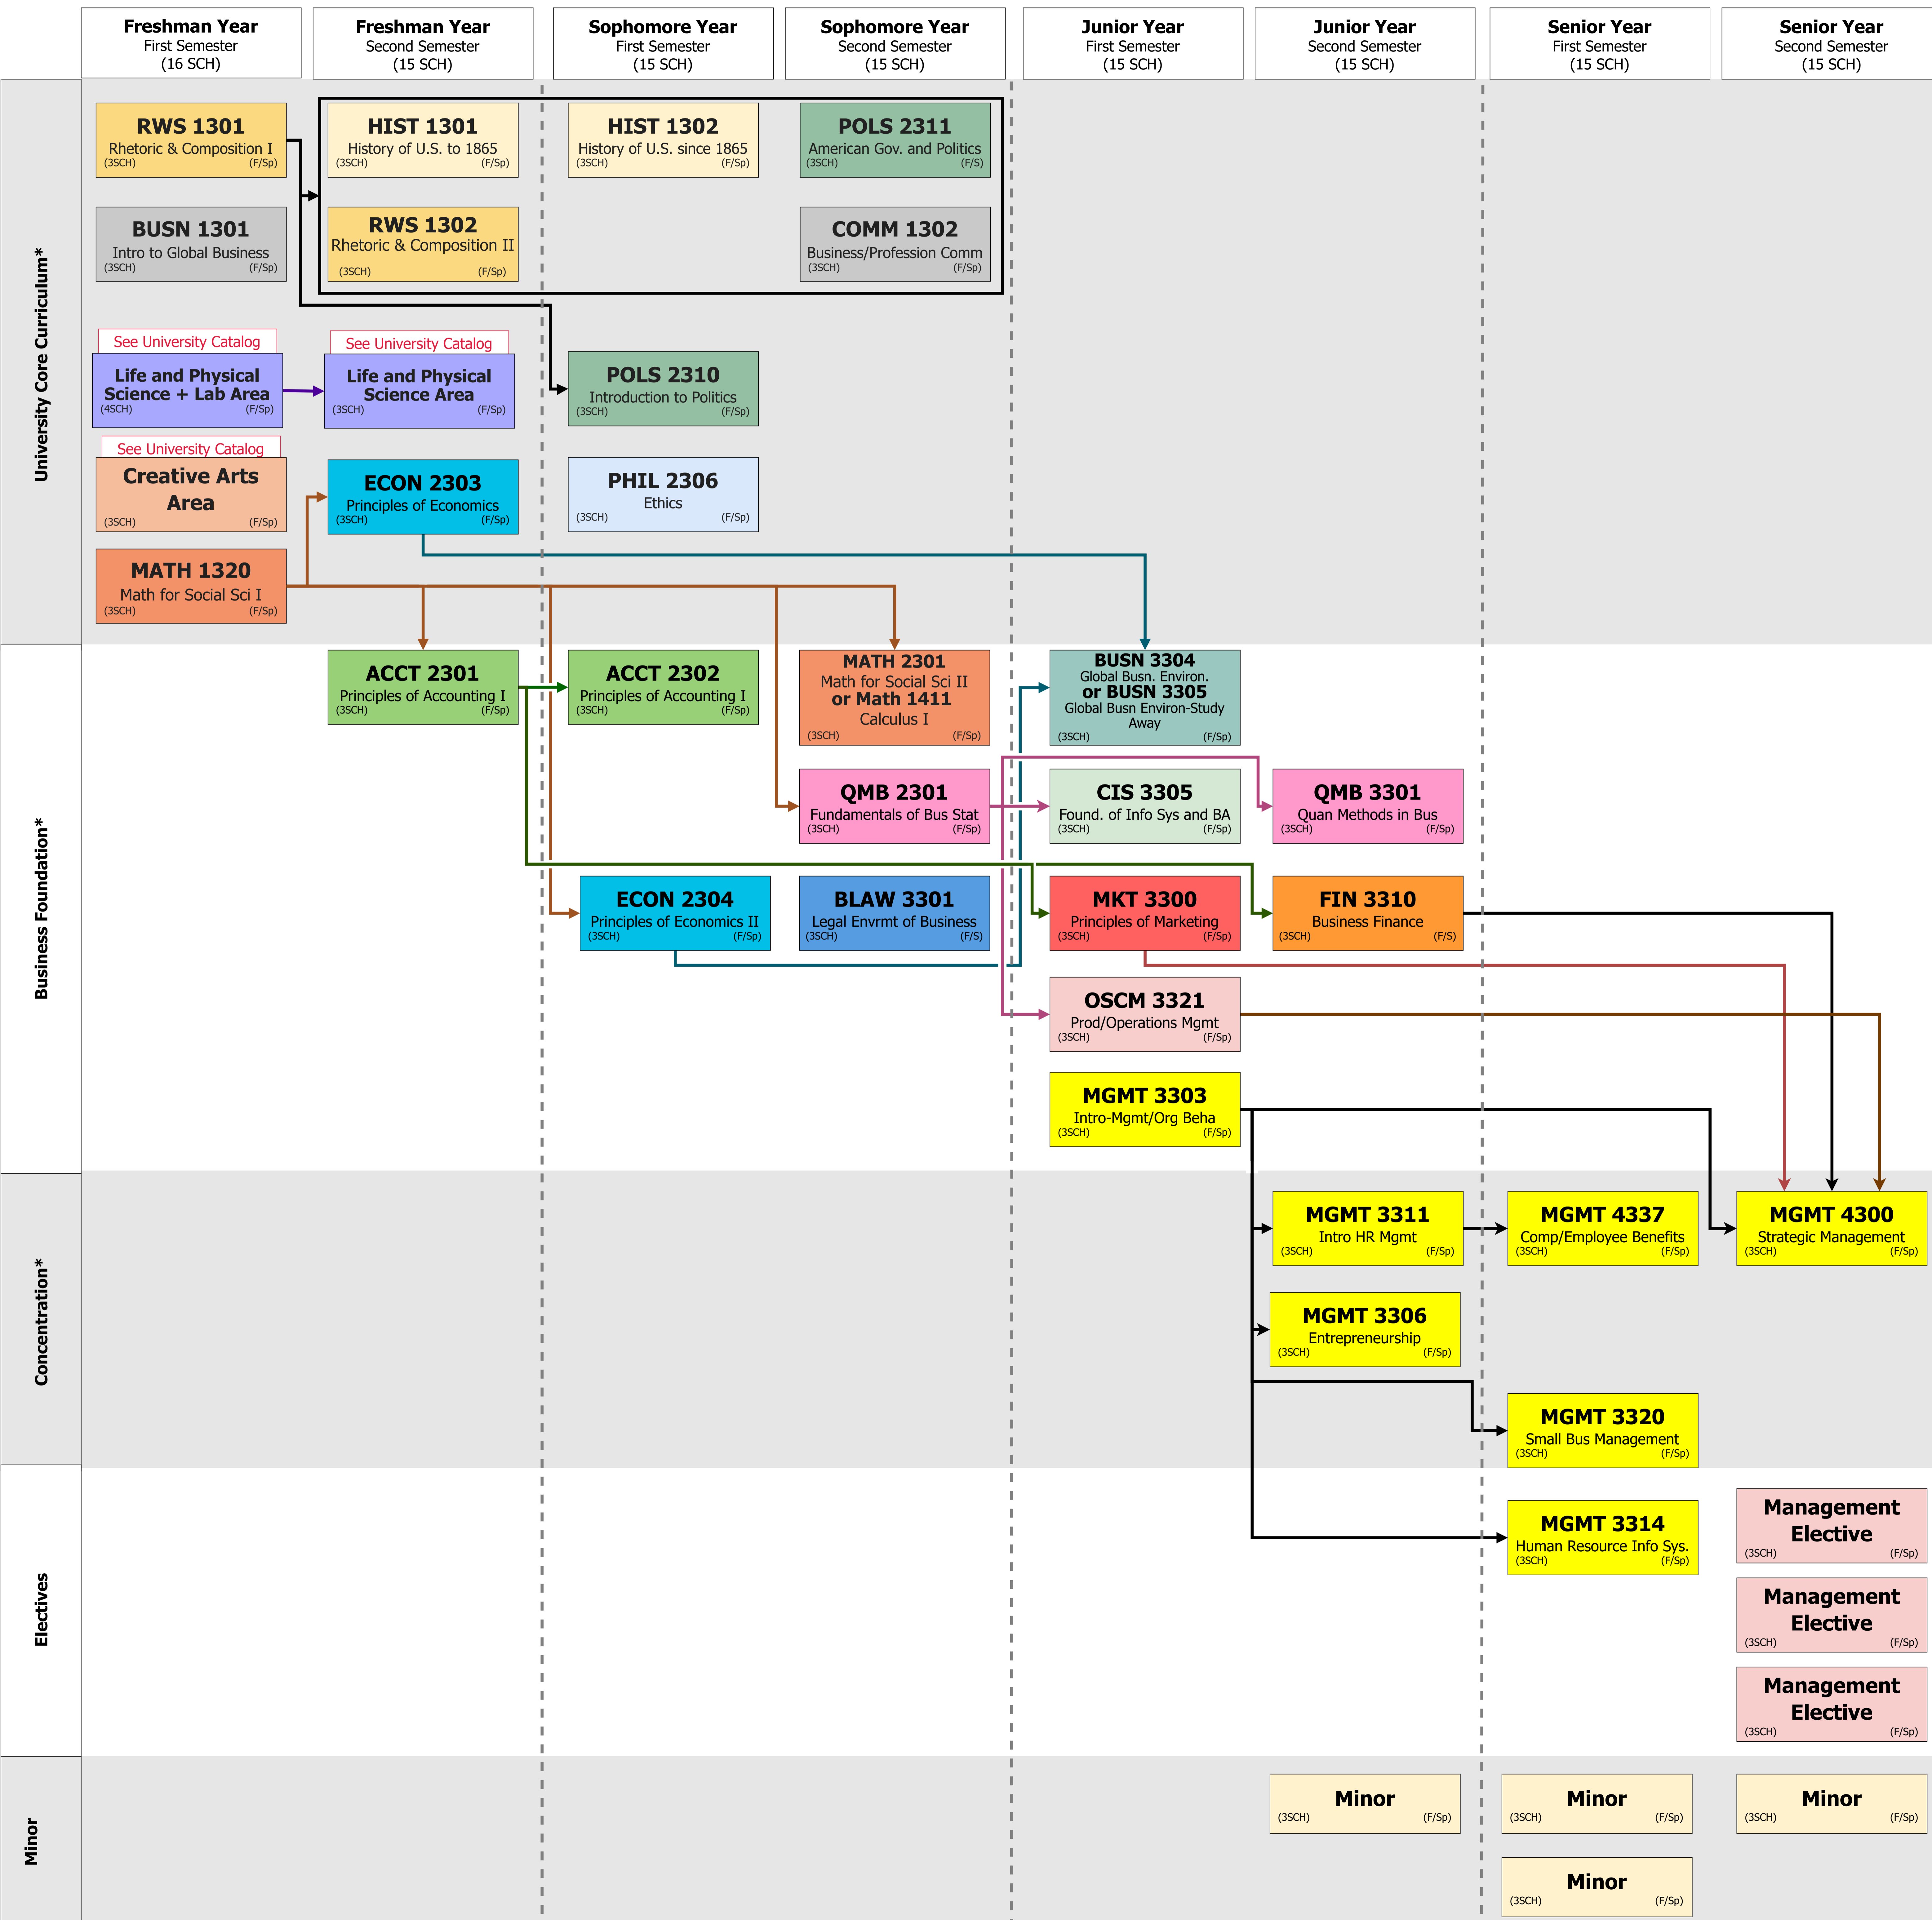 Freshman Year
First Semester
(16 SCH)
Freshman Year
Second Semester
(15 SCH)
Sophomore Year
First Semester
(15 SCH)
Sophomore Year
Second Semester
(15 SCH)
Junior Year
First Semester
(15 SCH)
Junior Year
Second Semester
(15 SCH)
Senior Year
First Semester
(15 SCH)
Senior Year
Second Semester
(15 SCH)
University Core Curriculum*
RWS 1301
Rhetoric & Composition I
(3SCH) (F/Sp)
HIST 1301
History of U.S. to 1865
(3SCH) (F/Sp)
HIST 1302
History of U.S. since 1865
(3SCH) (F/Sp)
POLS 2311
American Gov. and Politics
(3SCH) (F/S)
BUSN 1301
Intro to Global Business
(3SCH) (F/Sp)
RWS 1302
Rhetoric & Composition II
(3SCH) (F/Sp)
COMM 1302
Business/Profession Comm
(3SCH) (F/Sp)
See University Catalog
Life and Physical
Science + Lab Area
(4SCH) (F/Sp)
See University Catalog
Life and Physical
Science Area
(3SCH) (F/Sp)
POLS 2310
Introduction to Politics
(3SCH) (F/Sp)
See University Catalog
Creative Arts
Area
(3SCH) (F/Sp)
ECON 2303
Principles of Economics
(3SCH) (F/Sp)
PHIL 2306
Ethics
(3SCH) (F/Sp)
MATH 1320
Math for Social Sci I
(3SCH) (F/Sp)
Business Foundation*
ACCT 2301
Principles of Accounting I
(3SCH) (F/Sp)
ACCT 2302
Principles of Accounting I
(3SCH) (F/Sp)
MATH 2301
Math for Social Sci II
or Math 1411
Calculus I
(3SCH) (F/Sp)
BUSN 3304
Global Busn. Environ.
or BUSN 3305
Global Busn Environ-Study
Away
(3SCH) (F/Sp)
QMB 2301
Fundamentals of Bus Stat
(3SCH) (F/Sp)
CIS 3305
Found. of Info Sys and BA
(3SCH) (F/Sp)
QMB 3301
Quan Methods in Bus
(3SCH) (F/Sp)
ECON 2304
Principles of Economics II
(3SCH) (F/Sp)
BLAW 3301
Legal Envrmt of Business
(3SCH) (F/S)
MKT 3300
Principles of Marketing
(3SCH) (F/Sp)
FIN 3310
Business Finance
(3SCH) (F/S)
OSCM 3321
Prod/Operations Mgmt
(3SCH) (F/Sp)
MGMT 3303
Intro-Mgmt/Org Beha
(3SCH) (F/Sp)
Concentration*
MGMT 3311
Intro HR Mgmt
(3SCH) (F/Sp)
MGMT 4337
Comp/Employee Benefits
(3SCH) (F/Sp)
MGMT 4300
Strategic Management
(3SCH) (F/Sp)
MGMT 3306
Entrepreneurship
(3SCH) (F/Sp)
MGMT 3320
Small Bus Management
(3SCH) (F/Sp)
Electives
MGMT 3314
Human Resource Info Sys.
(3SCH) (F/Sp)
Management
Elective
(3SCH) (F/Sp)
Management
Elective
(3SCH) (F/Sp)
Management
Elective
(3SCH) (F/Sp)
Minor
Minor
(3SCH) (F/Sp)
Minor
(3SCH) (F/Sp)
Minor
(3SCH) (F/Sp)
Minor
(3SCH) (F/Sp)